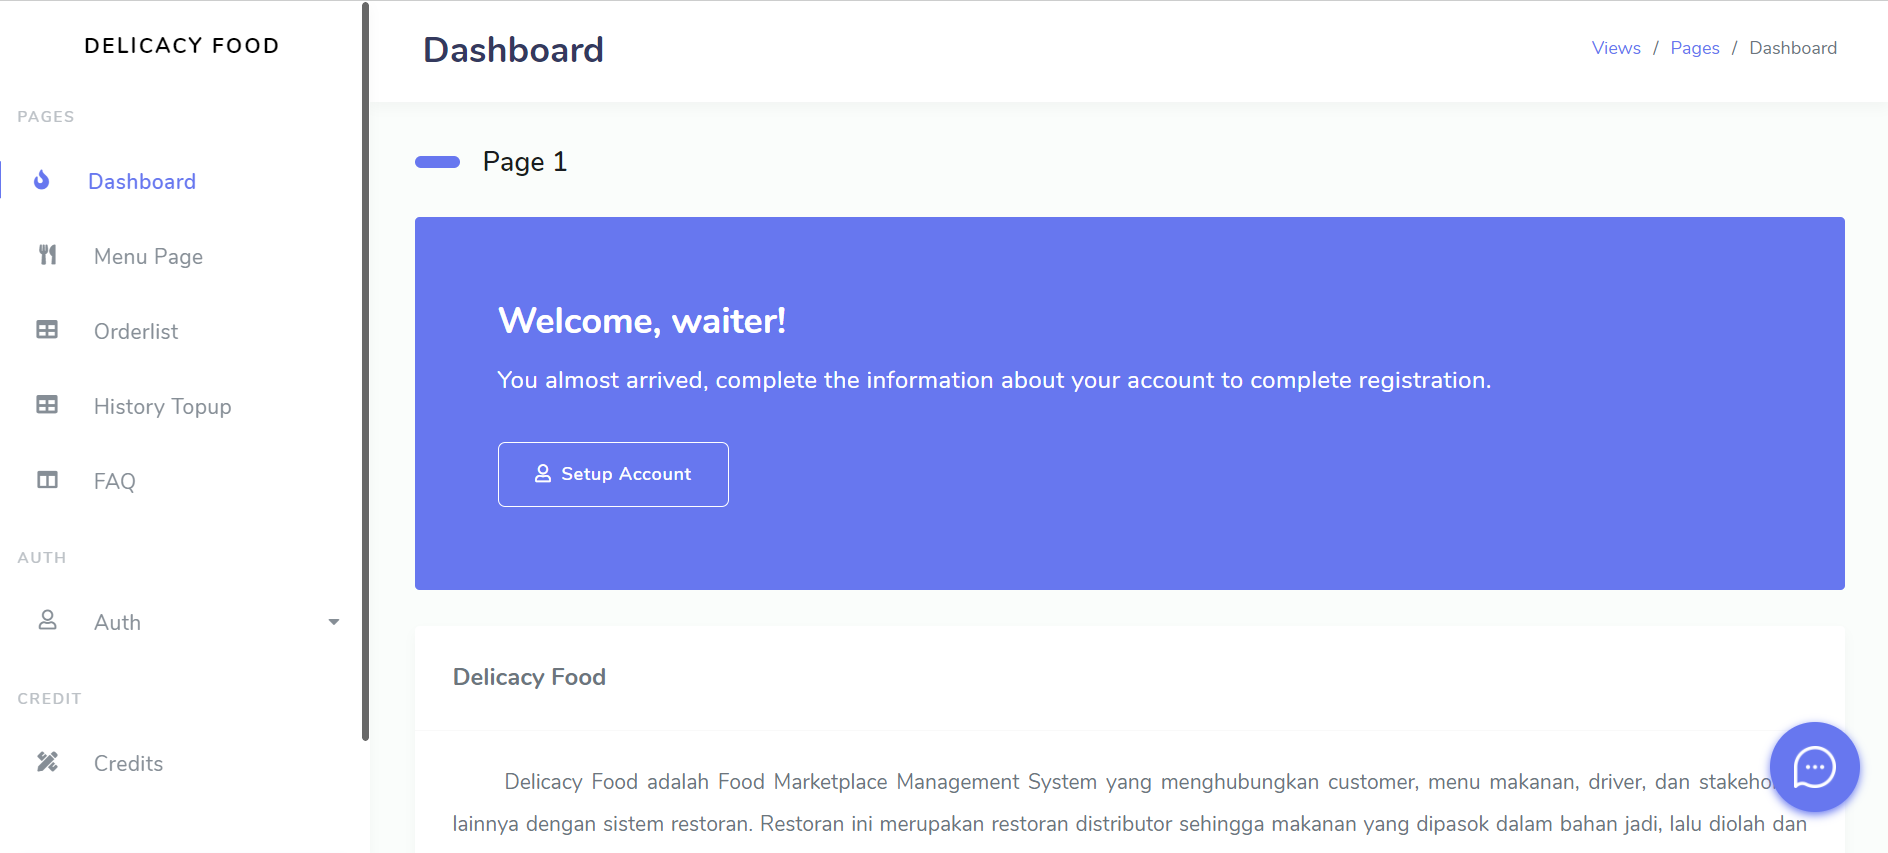 DELICACY FOOD
PAGES
Dashboard
Menu Page
Orderlist
History Topup
FAQ
AUTH
Auth
CREDIT
Credits
Dashboard
Views / Pages / Dashboard
Page 1
Welcome, waiter!
You almost arrived, complete the information about your account to complete registration.
Setup Account
Delicacy Food
Delicacy Food adalah Food Marketplace Management System yang menghubungkan customer, menu makanan, driver, dan
lainnya dengan sistem restoran. Restoran ini merupakan restoran distributor sehingga makanan yang dipasok dalam bahan jadi, lalu diolah dan